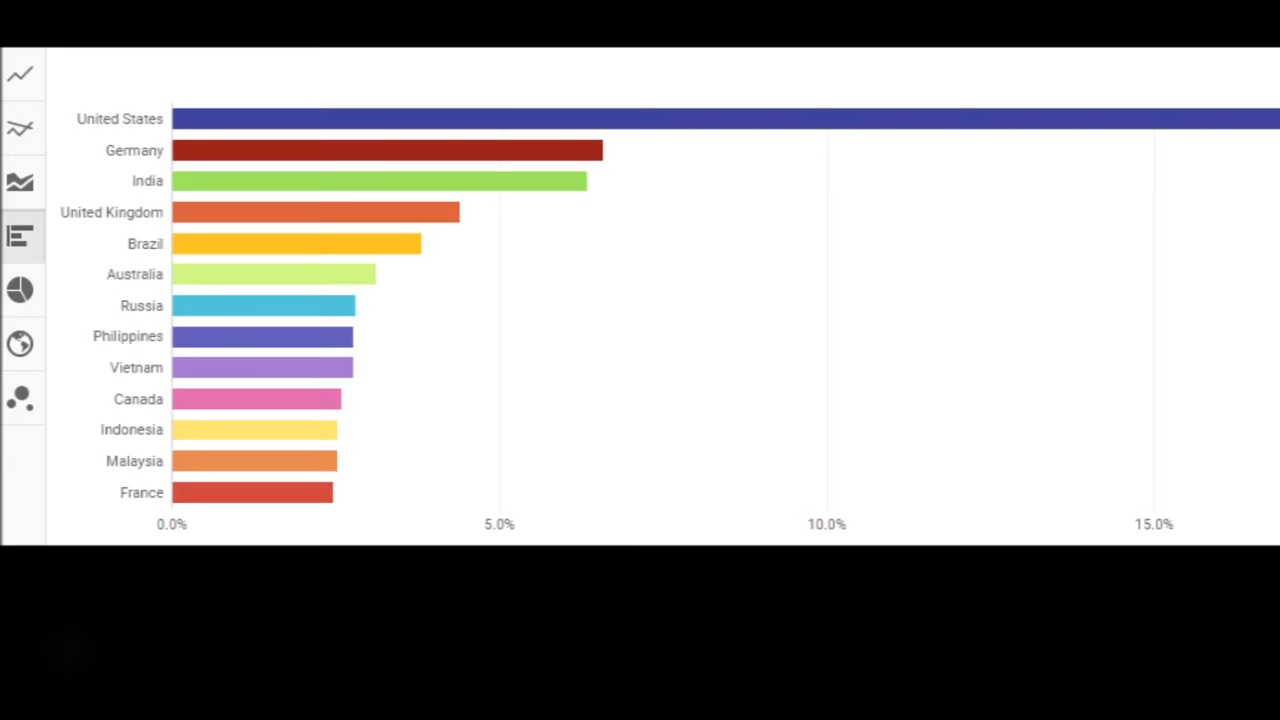 United States
Germany
India
United Kingdom
Brazil
Australia
Russia
Philippines
Vietnam
Canada
Indonesia
Malaysia
France
0.0% 5.0% 10.0% 15.0%